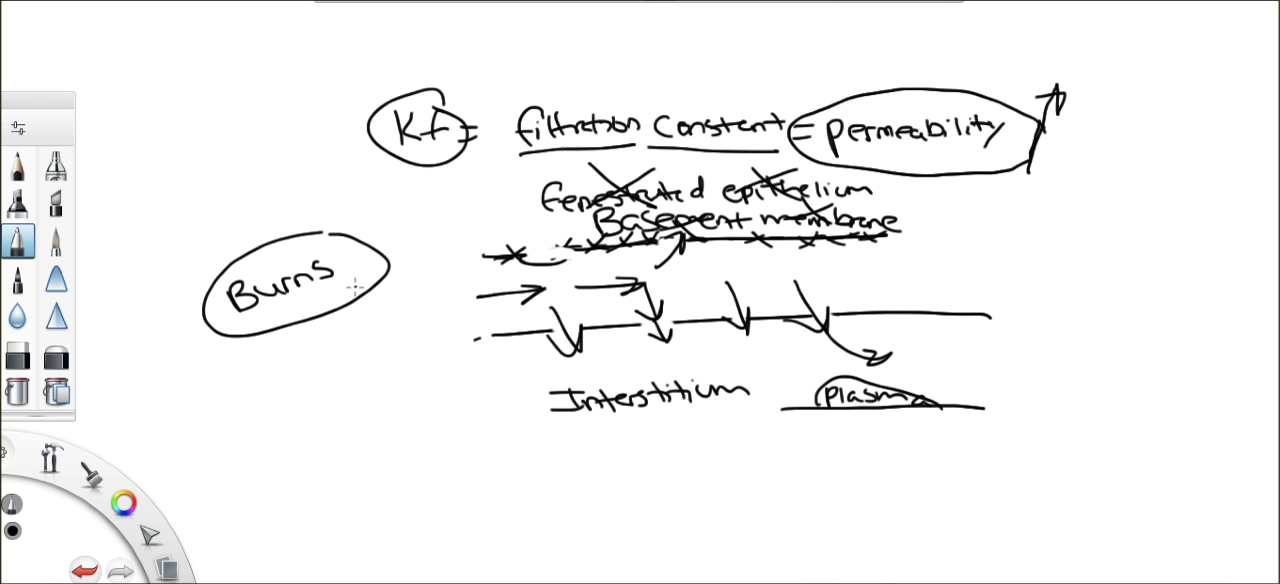 Kf = filtration constant = permeability
fenestrated epithelium
Basement membrane
Burns
Interstitium plasma